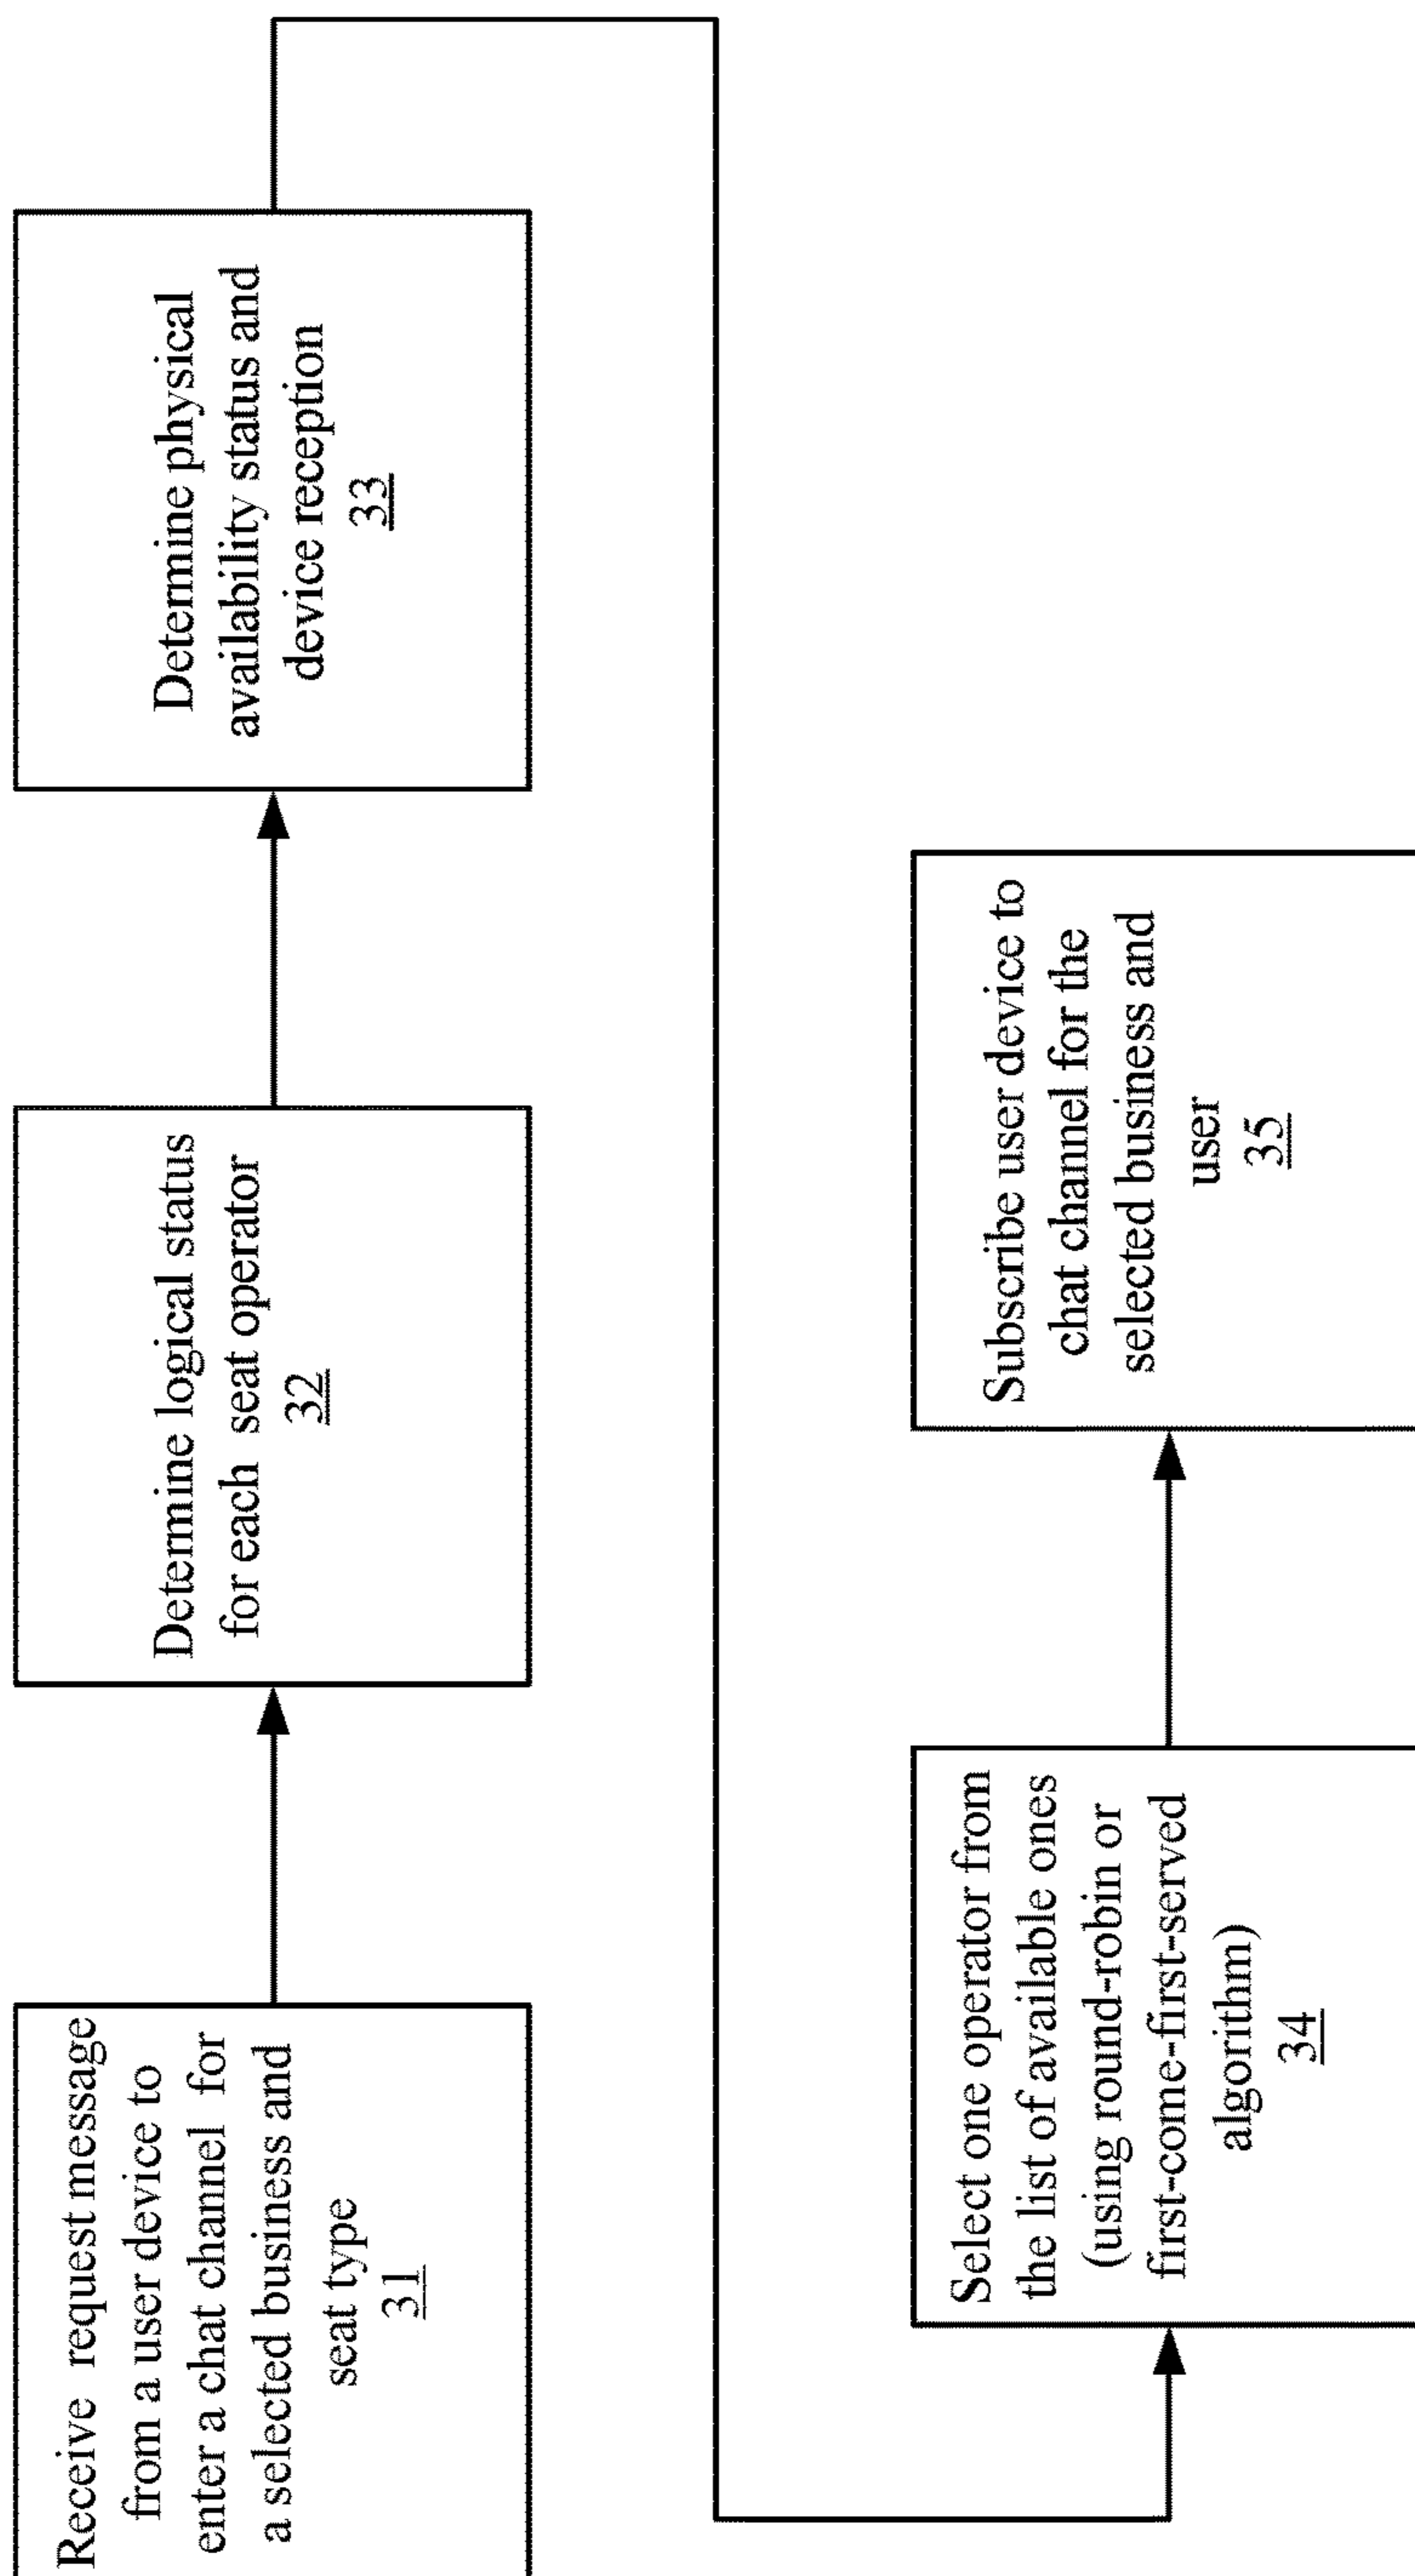 Receive request message
from a user device to
enter a chat channel for
a selected business and
seat type
31
Determine logical status
for each seat operator
32
Determine physical
availability status and
device reception
33
Select one operator from
the list of available ones
(using round-robin or
first-come-first-served
algorithm)
34
Subscribe user device to
chat channel for the
selected business and
user
35